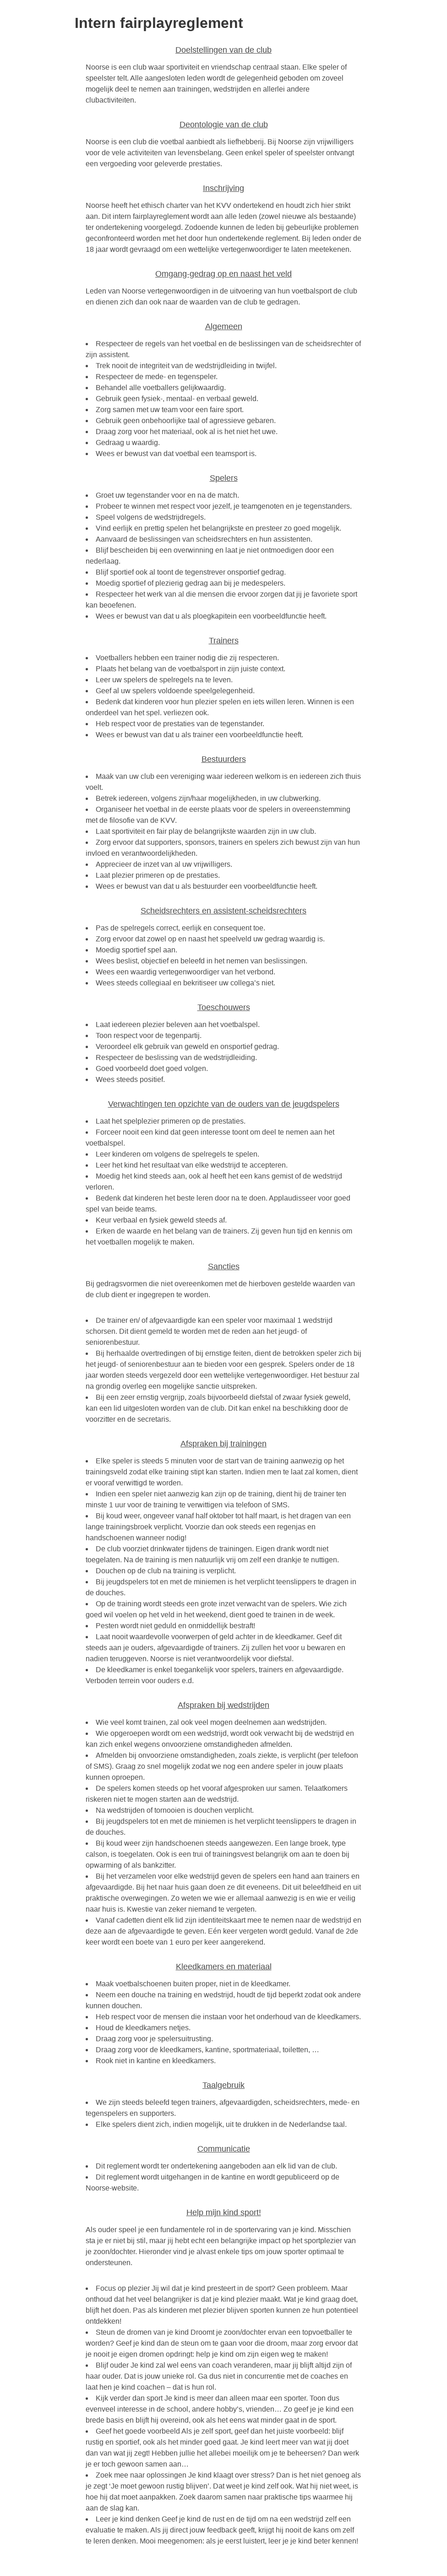 Intern fairplayreglement
Doelstellingen van de club
Noorse is een club waar sportiviteit en vriendschap centraal staan. Elke speler of
speelster telt. Alle aangesloten leden wordt de gelegenheid geboden om zoveel
mogelijk deel te nemen aan trainingen, wedstrijden en allerlei andere
clubactiviteiten.
Deontologie van de club
Noorse is een club die voetbal aanbiedt als liefhebberij. Bij Noorse zijn vrijwilligers
voor de vele activiteiten van levensbelang. Geen enkel speler of speelster ontvangt
een vergoeding voor geleverde prestaties.
Inschrijving
Noorse heeft het ethisch charter van het KVV ondertekend en houdt zich hier strikt
aan. Dit intern fairplayreglement wordt aan alle leden (zowel nieuwe als bestaande)
ter ondertekening voorgelegd. Zodoende kunnen de leden bij gebeurlijke problemen
geconfronteerd worden met het door hun ondertekende reglement. Bij leden onder de
18 jaar wordt gevraagd om een wettelijke vertegenwoordiger te laten meetekenen.
Omgang-gedrag op en naast het veld
Leden van Noorse vertegenwoordigen in de uitvoering van hun voetbalsport de club
en dienen zich dan ook naar de waarden van de club te gedragen.
Algemeen
• Respecteer de regels van het voetbal en de beslissingen van de scheidsrechter of
zijn assistent.
• Trek nooit de integriteit van de wedstrijdleiding in twijfel.
• Respecteer de mede- en tegenspeler.
• Behandel alle voetballers gelijkwaardig.
• Gebruik geen fysiek-, mentaal- en verbaal geweld.
• Zorg samen met uw team voor een faire sport.
• Gebruik geen onbehoorlijke taal of agressieve gebaren.
• Draag zorg voor het materiaal, ook al is het niet het uwe.
• Gedraag u waardig.
• Wees er bewust van dat voetbal een teamsport is.
Spelers
• Groet uw tegenstander voor en na de match.
• Probeer te winnen met respect voor jezelf, je teamgenoten en je tegenstanders.
• Speel volgens de wedstrijdregels.
• Vind eerlijk en prettig spelen het belangrijkste en presteer zo goed mogelijk.
• Aanvaard de beslissingen van scheidsrechters en hun assistenten.
• Blijf bescheiden bij een overwinning en laat je niet ontmoedigen door een
nederlaag.
• Blijf sportief ook al toont de tegenstrever onsportief gedrag.
• Moedig sportief of plezierig gedrag aan bij je medespelers.
• Respecteer het werk van al die mensen die ervoor zorgen dat jij je favoriete sport
kan beoefenen.
• Wees er bewust van dat u als ploegkapitein een voorbeeldfunctie heeft.
Trainers
• Voetballers hebben een trainer nodig die zij respecteren.
• Plaats het belang van de voetbalsport in zijn juiste context.
• Leer uw spelers de spelregels na te leven.
• Geef al uw spelers voldoende speelgelegenheid.
• Bedenk dat kinderen voor hun plezier spelen en iets willen leren. Winnen is een
onderdeel van het spel. verliezen ook.
• Heb respect voor de prestaties van de tegenstander.
• Wees er bewust van dat u als trainer een voorbeeldfunctie heeft.
Bestuurders
• Maak van uw club een vereniging waar iedereen welkom is en iedereen zich thuis
voelt.
• Betrek iedereen, volgens zijn/haar mogelijkheden, in uw clubwerking.
• Organiseer het voetbal in de eerste plaats voor de spelers in overeenstemming
met de filosofie van de KVV.
• Laat sportiviteit en fair play de belangrijkste waarden zijn in uw club.
• Zorg ervoor dat supporters, sponsors, trainers en spelers zich bewust zijn van hun
invloed en verantwoordelijkheden.
• Apprecieer de inzet van al uw vrijwilligers.
• Laat plezier primeren op de prestaties.
• Wees er bewust van dat u als bestuurder een voorbeeldfunctie heeft.
Scheidsrechters en assistent-scheidsrechters
• Pas de spelregels correct, eerlijk en consequent toe.
• Zorg ervoor dat zowel op en naast het speelveld uw gedrag waardig is.
• Moedig sportief spel aan.
• Wees beslist, objectief en beleefd in het nemen van beslissingen.
• Wees een waardig vertegenwoordiger van het verbond.
• Wees steeds collegiaal en bekritiseer uw collega's niet.
Toeschouwers
• Laat iedereen plezier beleven aan het voetbalspel.
• Toon respect voor de tegenpartij.
• Veroordeel elk gebruik van geweld en onsportief gedrag.
• Respecteer de beslissing van de wedstrijdleiding.
• Goed voorbeeld doet goed volgen.
• Wees steeds positief.
Verwachtingen ten opzichte van de ouders van de jeugdspelers
• Laat het spelplezier primeren op de prestaties.
• Forceer nooit een kind dat geen interesse toont om deel te nemen aan het
voetbalspel.
• Leer kinderen om volgens de spelregels te spelen.
• Leer het kind het resultaat van elke wedstrijd te accepteren.
• Moedig het kind steeds aan, ook al heeft het een kans gemist of de wedstrijd
verloren.
• Bedenk dat kinderen het beste leren door na te doen. Applaudisseer voor goed
spel van beide teams.
• Keur verbaal en fysiek geweld steeds af.
• Erken de waarde en het belang van de trainers. Zij geven hun tijd en kennis om
het voetballen mogelijk te maken.
Sancties
Bij gedragsvormen die niet overeenkomen met de hierboven gestelde waarden van
de club dient er ingegrepen te worden.
• De trainer en/ of afgevaardigde kan een speler voor maximaal 1 wedstrijd
schorsen. Dit dient gemeld te worden met de reden aan het jeugd- of
seniorenbestuur.
• Bij herhaalde overtredingen of bij ernstige feiten, dient de betrokken speler zich bij
het jeugd- of seniorenbestuur aan te bieden voor een gesprek. Spelers onder de 18
jaar worden steeds vergezeld door een wettelijke vertegenwoordiger. Het bestuur zal
na grondig overleg een mogelijke sanctie uitspreken.
• Bij een zeer ernstig vergrip, zoals bijvoorbeeld diefstal of zwaar fysiek geweld,
kan een lid uitgesloten worden van de club. Dit kan enkel na beschikking door de
voorzitter en de secretaris.
Afspraken bij trainingen
• Elke speler is steeds 5 minuten voor de start van de training aanwezig op het
trainingsveld zodat elke training stipt kan starten. Indien men te laat zal komen, dient
er vooraf verwittigd te worden.
• Indien een speler niet aanwezig kan zijn op de training, dient hij de trainer ten
minste 1 uur voor de training te verwittigen via telefoon of SMS.
• Bij koud weer, ongeveer vanaf half oktober tot half maart, is het dragen van een
lange trainingsbroek verplicht. Voorzie dan ook steeds een regenjas en
handschoenen wanneer nodig!
• De club voorziet drinkwater tijdens de trainingen. Eigen drank wordt niet
toegelaten. Na de training is men natuurlijk vrij om zelf een drankje te nuttigen.
• Douchen op de club na training is verplicht.
• Bij jeugdspelers tot en met de miniemen is het verplicht teenslippers te dragen in
de douches.
• Op de training wordt steeds een grote inzet verwacht van de spelers. Wie zich
goed wil voelen op het veld in het weekend, dient goed te trainen in de week.
• Pesten wordt niet geduld en onmiddellijk bestraft!
• Laat nooit waardevolle voorwerpen of geld achter in de kleedkamer. Geef dit
steeds aan je ouders, afgevaardigde of trainers. Zij zullen het voor u bewaren en
nadien teruggeven. Noorse is niet verantwoordelijk voor diefstal.
• De kleedkamer is enkel toegankelijk voor spelers, trainers en afgevaardigde.
Verboden terrein voor ouders e.d.
Afspraken bij wedstrijden
• Wie veel komt trainen, zal ook veel mogen deelnemen aan wedstrijden.
• Wie opgeroepen wordt om een wedstrijd, wordt ook verwacht bij de wedstrijd en
kan zich enkel wegens onvoorziene omstandigheden afmelden.
• Afmelden bij onvoorziene omstandigheden, zoals ziekte, is verplicht (per telefoon
of SMS). Graag zo snel mogelijk zodat we nog een andere speler in jouw plaats
kunnen oproepen.
• De spelers komen steeds op het vooraf afgesproken uur samen. Telaatkomers
riskeren niet te mogen starten aan de wedstrijd.
• Na wedstrijden of tornooien is douchen verplicht.
• Bij jeugdspelers tot en met de miniemen is het verplicht teenslippers te dragen in
de douches.
• Bij koud weer zijn handschoenen steeds aangewezen. Een lange broek, type
calson, is toegelaten. Ook is een trui of trainingsvest belangrijk om aan te doen bij
opwarming of als bankzitter.
• Bij het verzamelen voor elke wedstrijd geven de spelers een hand aan trainers en
afgevaardigde. Bij het naar huis gaan doen ze dit eveneens. Dit uit beleefdheid en uit
praktische overwegingen. Zo weten we wie er allemaal aanwezig is en wie er veilig
naar huis is. Kwestie van zeker niemand te vergeten.
• Vanaf cadetten dient elk lid zijn identiteitskaart mee te nemen naar de wedstrijd en
deze aan de afgevaardigde te geven. Eén keer vergeten wordt geduld. Vanaf de 2de
keer wordt een boete van 1 euro per keer aangerekend.
Kleedkamers en materiaal
• Maak voetbalschoenen buiten proper, niet in de kleedkamer.
• Neem een douche na training en wedstrijd, houdt de tijd beperkt zodat ook andere
kunnen douchen.
• Heb respect voor de mensen die instaan voor het onderhoud van de kleedkamers.
• Houd de kleedkamers netjes.
• Draag zorg voor je spelersuitrusting.
• Draag zorg voor de kleedkamers, kantine, sportmateriaal, toiletten, …
• Rook niet in kantine en kleedkamers.
Taalgebruik
• We zijn steeds beleefd tegen trainers, afgevaardigden, scheidsrechters, mede- en
tegenspelers en supporters.
• Elke spelers dient zich, indien mogelijk, uit te drukken in de Nederlandse taal.
Communicatie
• Dit reglement wordt ter ondertekening aangeboden aan elk lid van de club.
• Dit reglement wordt uitgehangen in de kantine en wordt gepubliceerd op de
Noorse-website.
Help mijn kind sport!
Als ouder speel je een fundamentele rol in de sportervaring van je kind. Misschien
sta je er niet bij stil, maar jij hebt echt een belangrijke impact op het sportplezier van
je zoon/dochter. Hieronder vind je alvast enkele tips om jouw sporter optimaal te
ondersteunen.
• Focus op plezier Jij wil dat je kind presteert in de sport? Geen probleem. Maar
onthoud dat het veel belangrijker is dat je kind plezier maakt. Wat je kind graag doet,
blijft het doen. Pas als kinderen met plezier blijven sporten kunnen ze hun potentieel
ontdekken!
• Steun de dromen van je kind Droomt je zoon/dochter ervan een topvoetballer te
worden? Geef je kind dan de steun om te gaan voor die droom, maar zorg ervoor dat
je nooit je eigen dromen opdringt: help je kind om zijn eigen weg te maken!
• Blijf ouder Je kind zal wel eens van coach veranderen, maar jij blijft altijd zijn of
haar ouder. Dat is jouw unieke rol. Ga dus niet in concurrentie met de coaches en
laat hen je kind coachen – dat is hun rol.
• Kijk verder dan sport Je kind is meer dan alleen maar een sporter. Toon dus
evenveel interesse in de school, andere hobby's, vrienden… Zo geef je je kind een
brede basis en blijft hij overeind, ook als het eens wat minder gaat in de sport.
• Geef het goede voorbeeld Als je zelf sport, geef dan het juiste voorbeeld: blijf
rustig en sportief, ook als het minder goed gaat. Je kind leert meer van wat jij doet
dan van wat jij zegt! Hebben jullie het allebei moeilijk om je te beheersen? Dan werk
je er toch gewoon samen aan…
• Zoek mee naar oplossingen Je kind klaagt over stress? Dan is het niet genoeg als
je zegt 'Je moet gewoon rustig blijven'. Dat weet je kind zelf ook. Wat hij niet weet, is
hoe hij dat moet aanpakken. Zoek daarom samen naar praktische tips waarmee hij
aan de slag kan.
• Leer je kind denken Geef je kind de rust en de tijd om na een wedstrijd zelf een
evaluatie te maken. Als jij direct jouw feedback geeft, krijgt hij nooit de kans om zelf
te leren denken. Mooi meegenomen: als je eerst luistert, leer je je kind beter kennen!